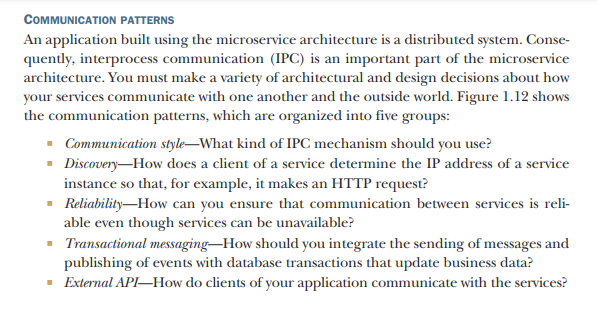 COMMUNICATION PATTERNS
An application built using the microservice architecture is a distributed system. Conse-
quently, interprocess communication (IPC) is an important part of the microservice
architecture. You must make a variety of architectural and design decisions about how
your services communicate with one another and the outside world. Figure 1.12 shows
the communication patterns, which are organized into five groups:
▪ Communication style—What kind of IPC mechanism should you use?
▪ Discovery—How does a client of a service determine the IP address of a service
instance so that, for example, it makes an HTTP request?
▪ Reliability—How can you ensure that communication between services is reli-
able even though services can be unavailable?
▪ Transactional messaging—How should you integrate the sending of messages and
publishing of events with database transactions that update business data?
▪ External API—How do clients of your application communicate with the services?